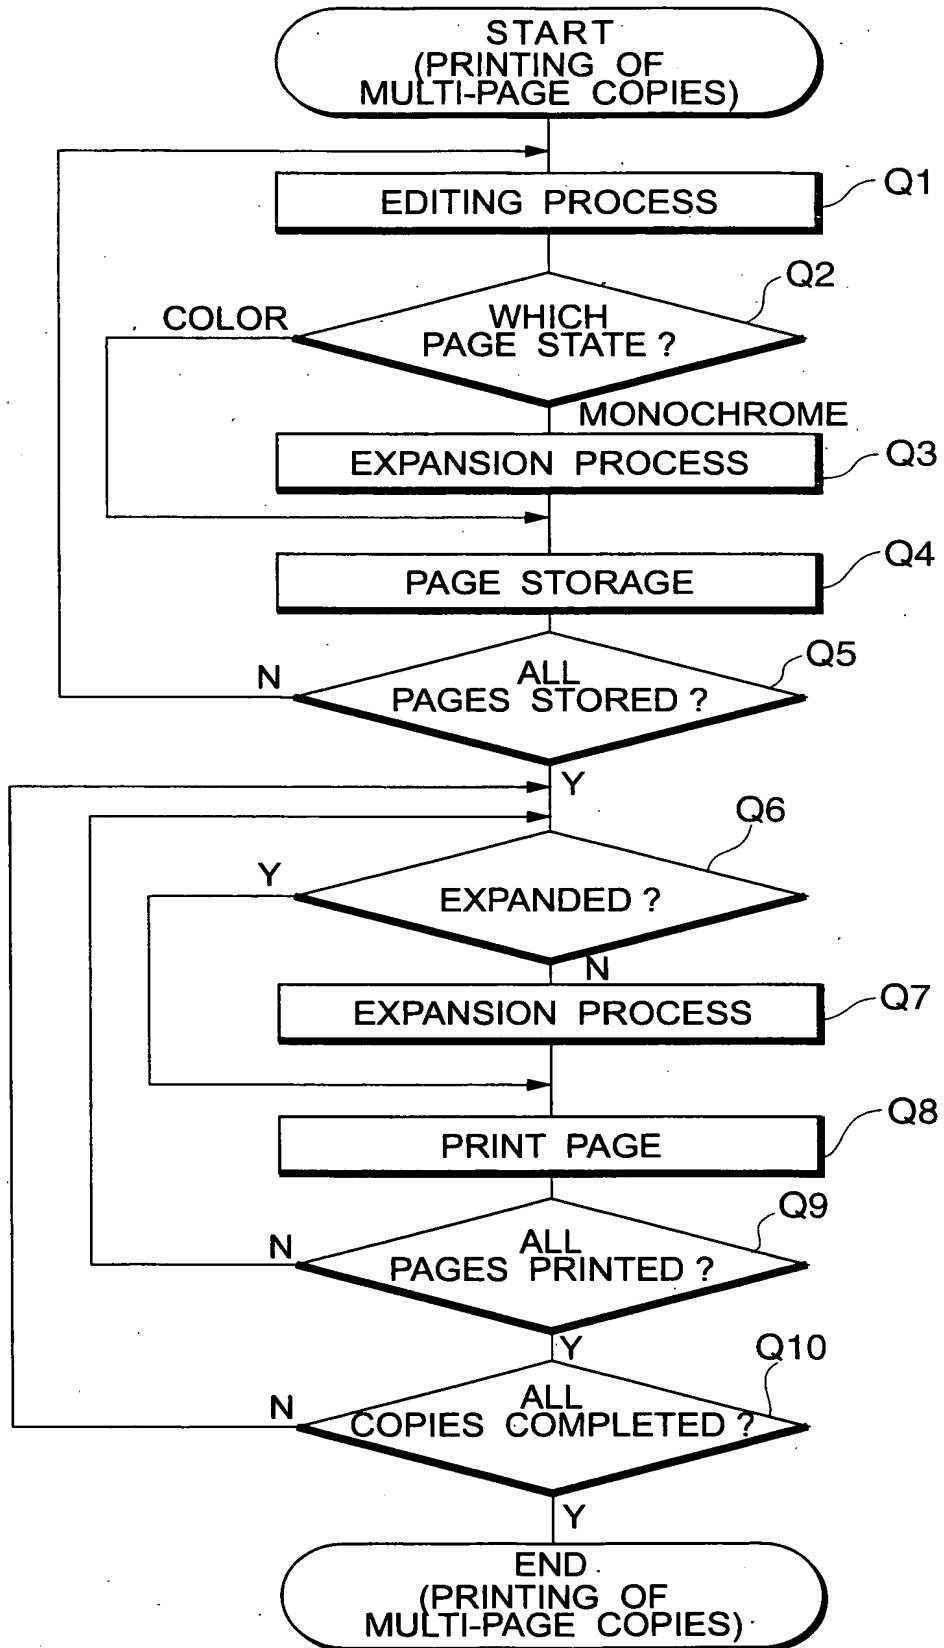 START
(PRINTING OF
MULTI-PAGE COPIES)
EDITING PROCESS
Q1
Q2
COLOR
WHICH
PAGE STATE ?
MONOCHROME
EXPANSION PROCESS
Q3
PAGE STORAGE
Q4
Q5
N
ALL
PAGES STORED ?
Y
Q6
Y
EXPANDED ?
N
EXPANSION PROCESS
Q7
PRINT PAGE
Q8
Q9
N
ALL
PAGES PRINTED ?
Y
Q10
N
ALL
COPIES COMPLETED ?
Y
END
(PRINTING OF
MULTI-PAGE COPIES)